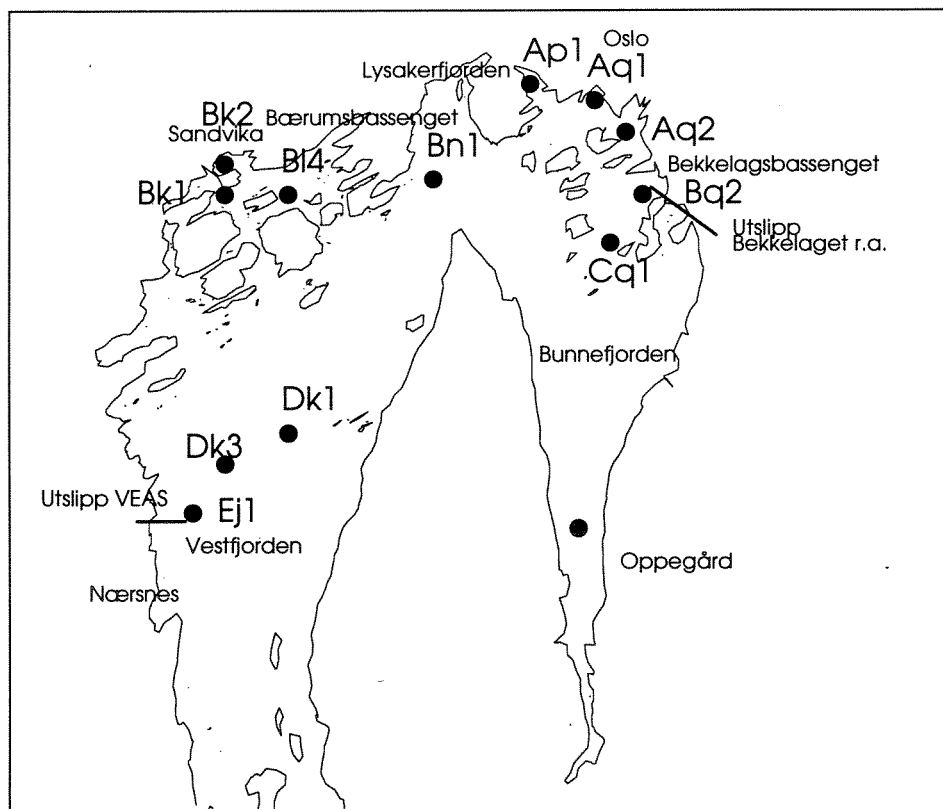 Oslo
Ap1
Lysakerfjorden
Aq1
Bk2
Bærumsbassenget
Sandvika
Aq2
Bn1
Bl4
Bekkelagsbassenget
Bk1
Bq2
Utslipp
Bekkelaget r.a.
Cq1
Bunnefjorden
Dk1
Dk3
Utslipp VEAS
Ej1
Vestfjorden
Oppegård
Nærsnes